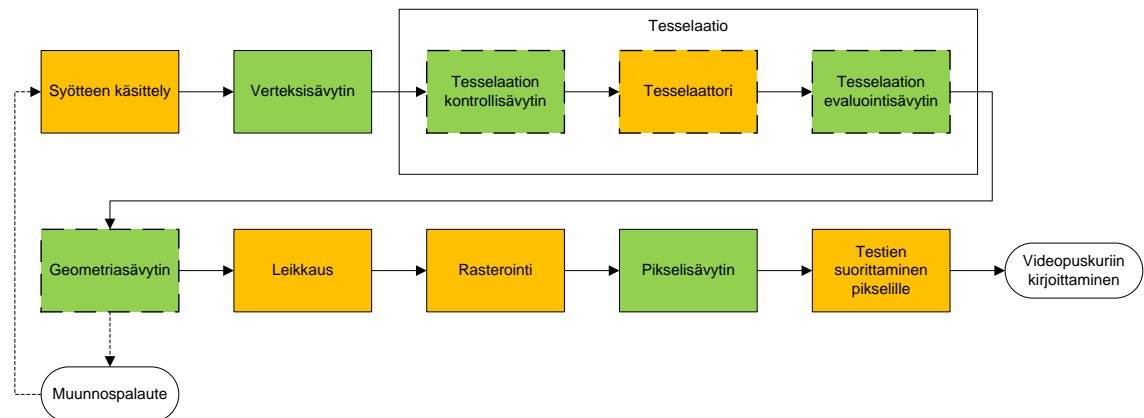 Tesselaatio
Syötteen käsittely
Verteksisävytin
Tesselaation
kontrollisävytin
Tesselaattori
Tesselaation
evaluointisävytin
Geometriasävytin
Leikkaus
Rasterointi
Pikselisävytin
Testien
suorittaminen
pikselille
Videopuskuriin
kirjoittaminen
Muunnospalaute